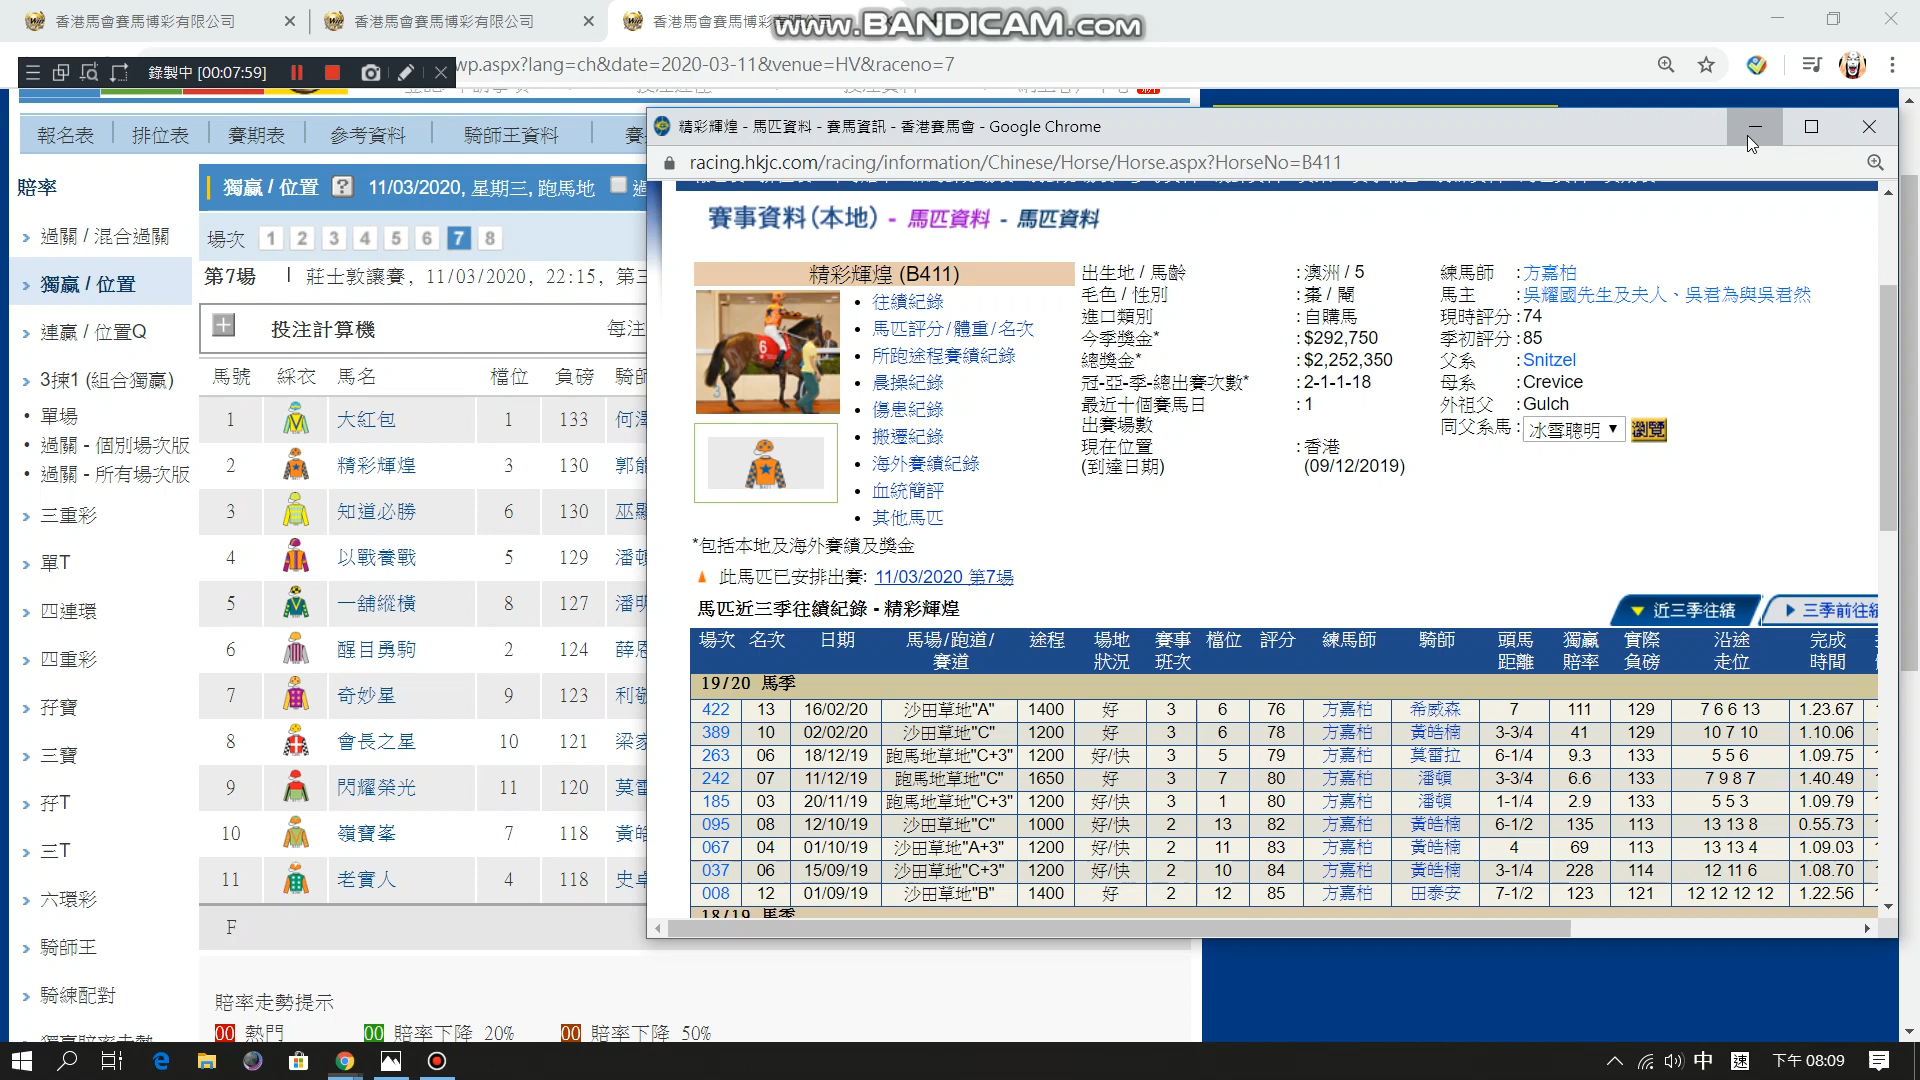 香港馬會賽馬博彩有限公司
香港馬會賽馬博彩有限公司
香港馬會賽馬博彩
www.BANDICAM.com
錄製中 [00:07:59]
wp.aspx?lang=ch&date=2020-03-11&venue=HV&raceno=7
報名表 排位表 賽期表 參考資料 騎師王資料
賠率
過關 / 混合過關
獨贏 / 位置
連贏 / 位置Q
3揀1 (組合獨贏)
單場
過關 - 個別場次版
過關 - 所有場次版
三重彩
單T
四連環
四重彩
孖寶
三寶
孖T
三T
六環彩
騎師王
騎練配對
獨贏 / 位置 ? 11/03/2020, 星期三, 跑馬地
場次 1 2 3 4 5 6 7 8
第7場 | 莊士敦讓賽, 11/03/2020, 22:15, 第三
投注計算機 每注
馬號 綵衣 馬名 檔位 負磅 騎師
1 大紅包 1 133 何澤
2 精彩輝煌 3 130 郭能
3 知道必勝 6 130 巫顯
4 以戰養戰 5 129 潘頓
5 一舖縱橫 8 127 潘明
6 醒目勇駒 2 124 薛恩
7 奇妙星 9 123 利敬
8 會長之星 10 121 梁家
9 閃耀榮光 11 120 莫雷
10 嶺寶峯 7 118 黃皓
11 老實人 4 118 史卓
F
賠率走勢提示
00 熱門 00 賠率下降 20% 00 賠率下降 50%
精彩輝煌 - 馬匹資料 - 賽馬資訊 - 香港賽馬會 - Google Chrome
racing.hkjc.com/racing/information/Chinese/Horse/Horse.aspx?HorseNo=B411
賽事資料(本地) - 馬匹資料 - 馬匹資料
精彩輝煌 (B411)
往績紀錄
馬匹評分/體重/名次
所跑途程賽績紀錄
晨操紀錄
傷患紀錄
搬遷紀錄
海外賽績紀錄
血統簡評
其他馬匹
出生地 / 馬齡 : 澳洲 / 5
毛色 / 性別 : 棗 / 閹
進口類別 : 自購馬
今季獎金* : $292,750
總獎金* : $2,252,350
冠-亞-季-總出賽次數* : 2-1-1-18
最近十個賽馬日 : 1
出賽場數
現在位置 : 香港
(到達日期) (09/12/2019)
練馬師 : 方嘉柏
馬主 : 吳耀國先生及夫人、吳君為與吳君然
現時評分 : 74
季初評分 : 85
父系 : Snitzel
母系 : Crevice
外祖父 : Gulch
同父系馬 : 冰雪聰明 瀏覽
*包括本地及海外賽績及獎金
此馬匹已安排出賽: 11/03/2020 第7場
馬匹近三季往績紀錄 - 精彩輝煌
近三季往績 三季前往績
場次 名次 日期 馬場/跑道/ 途程 場地 賽事 檔位 評分 練馬師 騎師 頭馬 獨贏 實際 沿途 完成
賽道 狀況 班次 距離 賠率 負磅 走位 時間
19/20 馬季
422 13 16/02/20 沙田草地"A" 1400 好 3 6 76 方嘉柏 希威森 7 111 129 7 6 6 13 1.23.67
389 10 02/02/20 沙田草地"C" 1200 好 3 6 78 方嘉柏 黃皓楠 3-3/4 41 129 10 7 10 1.10.06
263 06 18/12/19 跑馬地草地"C+3" 1200 好/快 3 5 79 方嘉柏 莫雷拉 6-1/4 9.3 133 5 5 6 1.09.75
242 07 11/12/19 跑馬地草地"C" 1650 好 3 7 80 方嘉柏 潘頓 3-3/4 6.6 133 7 9 8 7 1.40.49
185 03 20/11/19 跑馬地草地"C+3" 1200 好/快 3 1 80 方嘉柏 潘頓 1-1/4 2.9 133 5 5 3 1.09.79
095 08 12/10/19 沙田草地"C" 1000 好/快 2 13 82 方嘉柏 黃皓楠 6-1/2 135 113 13 13 8 0.55.73
067 04 01/10/19 沙田草地"A+3" 1200 好/快 2 11 83 方嘉柏 黃皓楠 4 69 113 13 13 4 1.09.03
037 06 15/09/19 沙田草地"C+3" 1200 好/快 2 10 84 方嘉柏 黃皓楠 3-1/4 228 114 12 11 6 1.08.70
008 12 01/09/19 沙田草地"B" 1400 好 2 12 85 方嘉柏 田泰安 7-1/2 123 121 12 12 12 12 1.22.56
18/19 馬季
中 速 下午 08:09